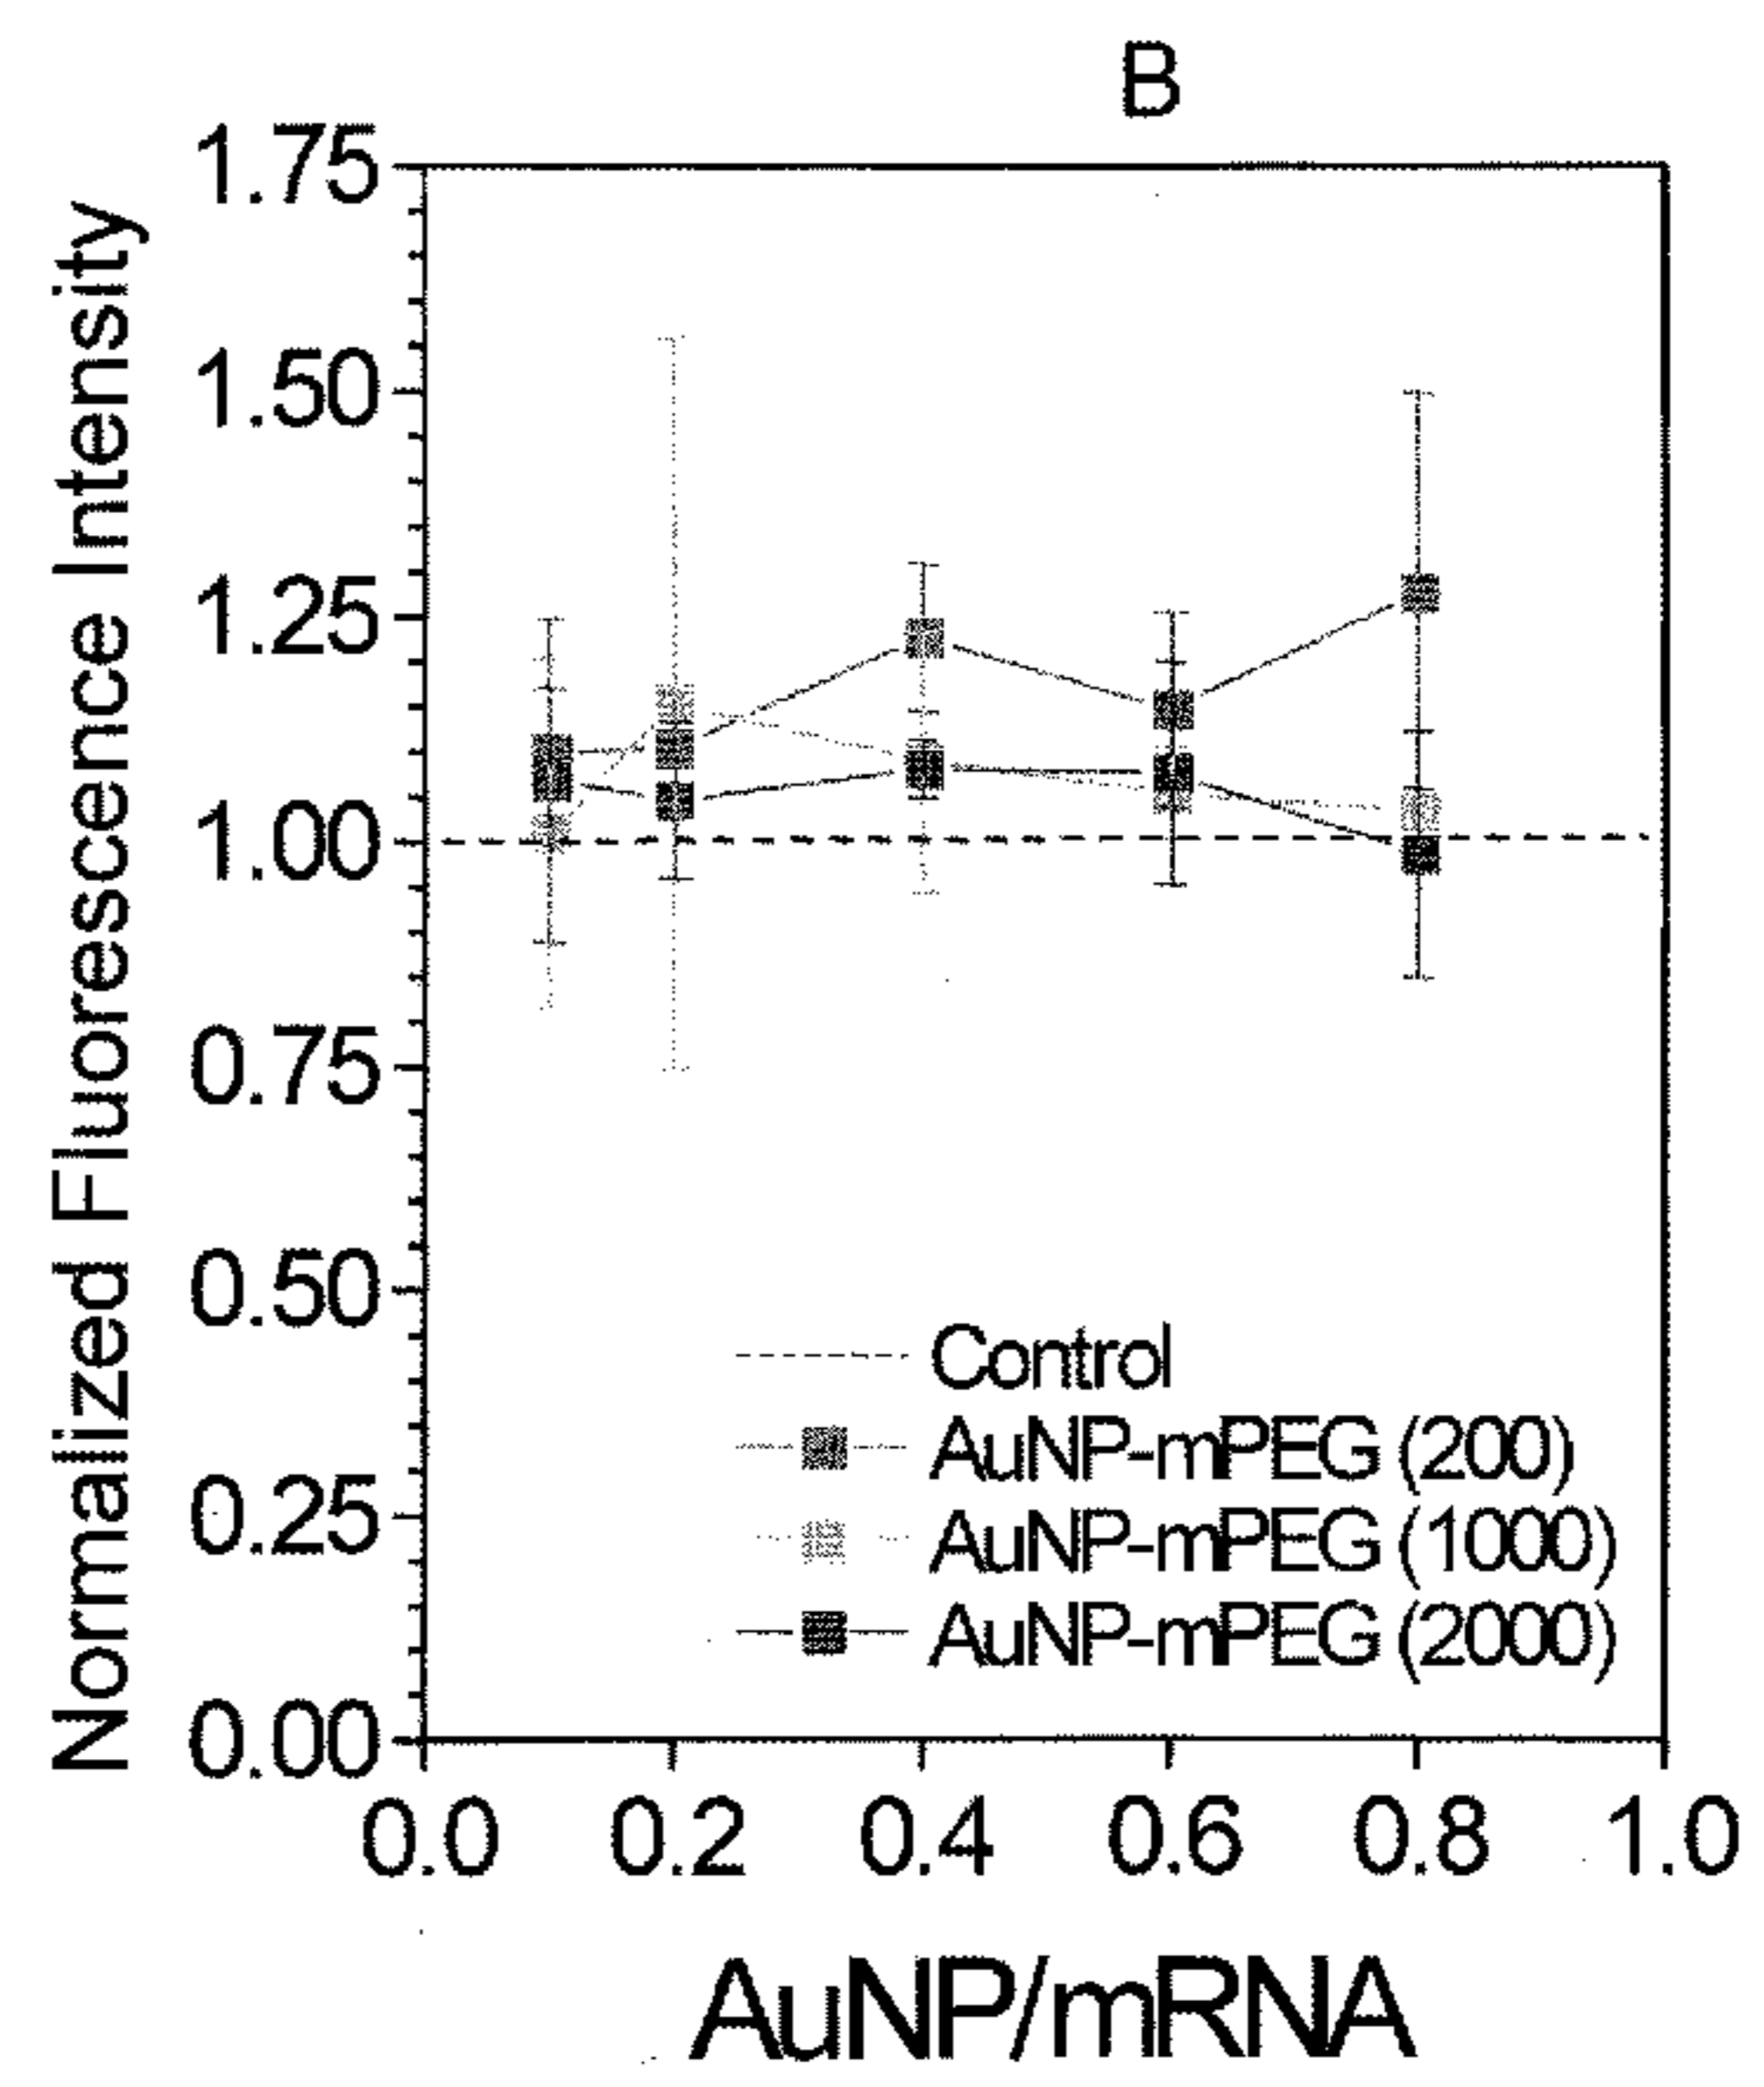 B
Normalized Fluorescence Intensity
1.75
1.50
1.25
1.00
0.75
0.50
0.25
0.00
Control
AuNP-mPEG (200)
AuNP-mPEG (1000)
AuNP-mPEG (2000)
0.0 0.2 0.4 0.6 0.8 1.0
AuNP/mRNA